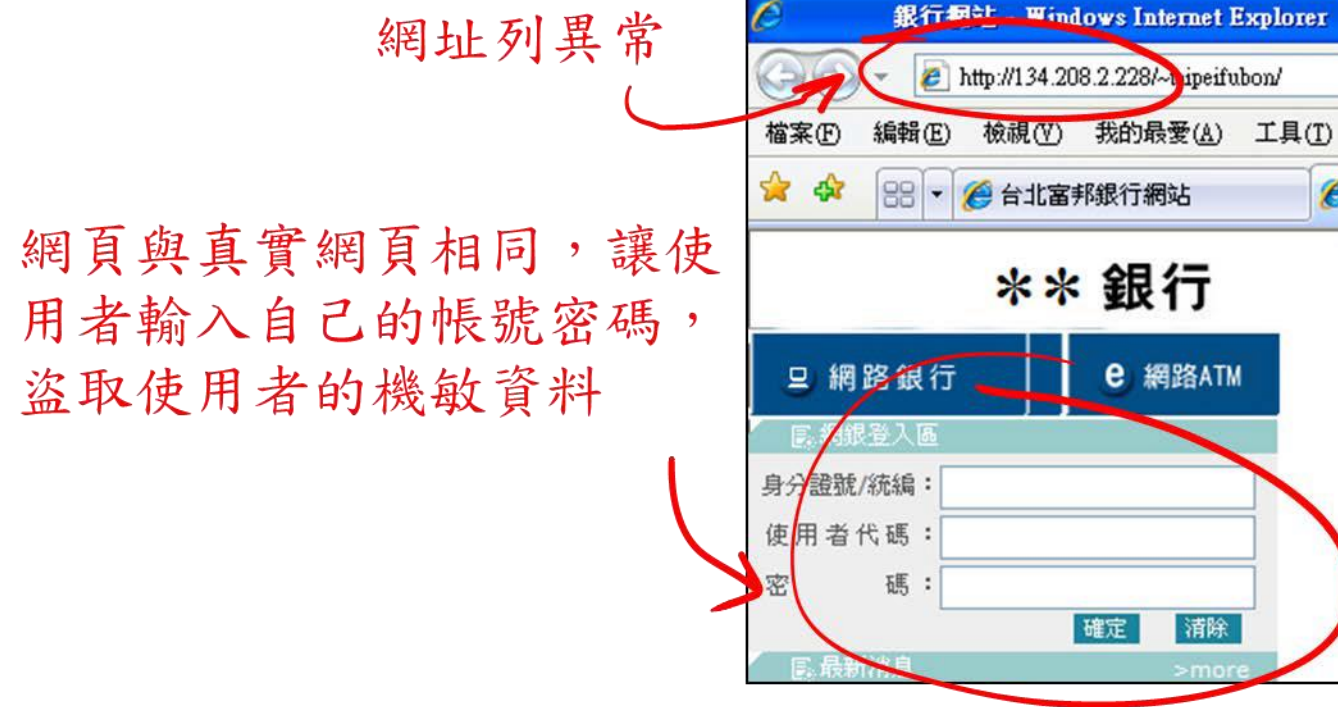 網址列異常
網頁與真實網頁相同，讓使
用者輸入自己的帳號密碼，
盜取使用者的機敏資料
銀行網站 - Windows Internet Explorer
http://134.208.2.228/~taipeifubon/
檔案(F) 編輯(E) 檢視(V) 我的最愛(A) 工具(T)
台北富邦銀行網站
** 銀行
網路銀行 e 網路ATM
網銀登入區
身分證號/統編：
使用者代碼：
密碼：
確定 清除
最新消息 >more